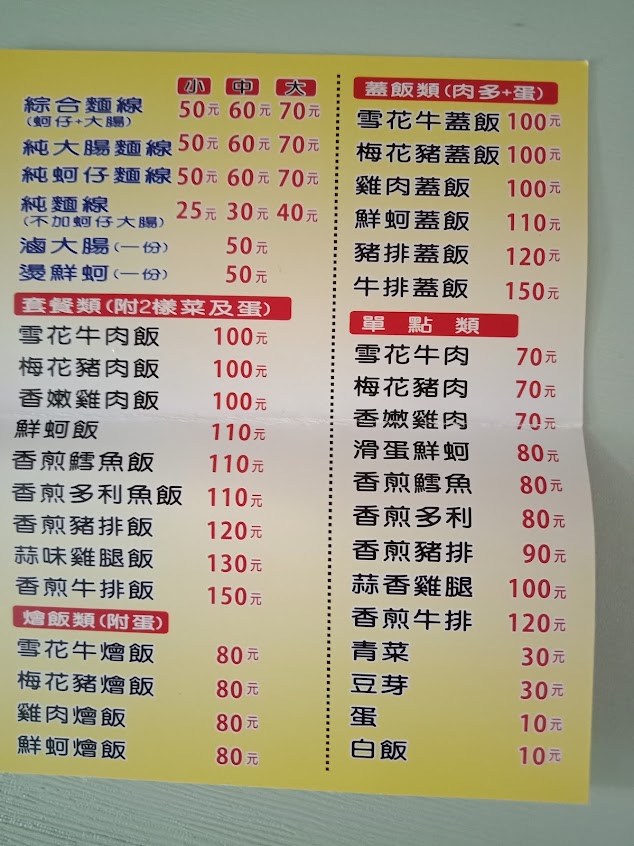 小 中 大
綜合麵線 50元 60元 70元
(蚵仔+大腸)
純大腸麵線 50元 60元 70元
純蚵仔麵線 50元 60元 70元
純麵線 25元 30元 40元
(不加蚵仔大腸)
滷大腸(一份) 50元
燙鮮蚵(一份) 50元
套餐類(附2樣菜及蛋)
雪花牛肉飯 100元
梅花豬肉飯 100元
香嫩雞肉飯 100元
鮮蚵飯 110元
香煎鱈魚飯 110元
香煎多利魚飯 110元
香煎豬排飯 120元
蒜味雞腿飯 130元
香煎牛排飯 150元
燴飯類(附蛋)
雪花牛燴飯 80元
梅花豬燴飯 80元
雞肉燴飯 80元
鮮蚵燴飯 80元
蓋飯類(肉多+蛋)
雪花牛蓋飯 100元
梅花豬蓋飯 100元
雞肉蓋飯 100元
鮮蚵蓋飯 110元
豬排蓋飯 120元
牛排蓋飯 150元
單點類
雪花牛肉 70元
梅花豬肉 70元
香嫩雞肉 70元
滑蛋鮮蚵 80元
香煎鱈魚 80元
香煎多利 80元
香煎豬排 90元
蒜香雞腿 100元
香煎牛排 120元
青菜 30元
豆芽 30元
蛋 10元
白飯 10元